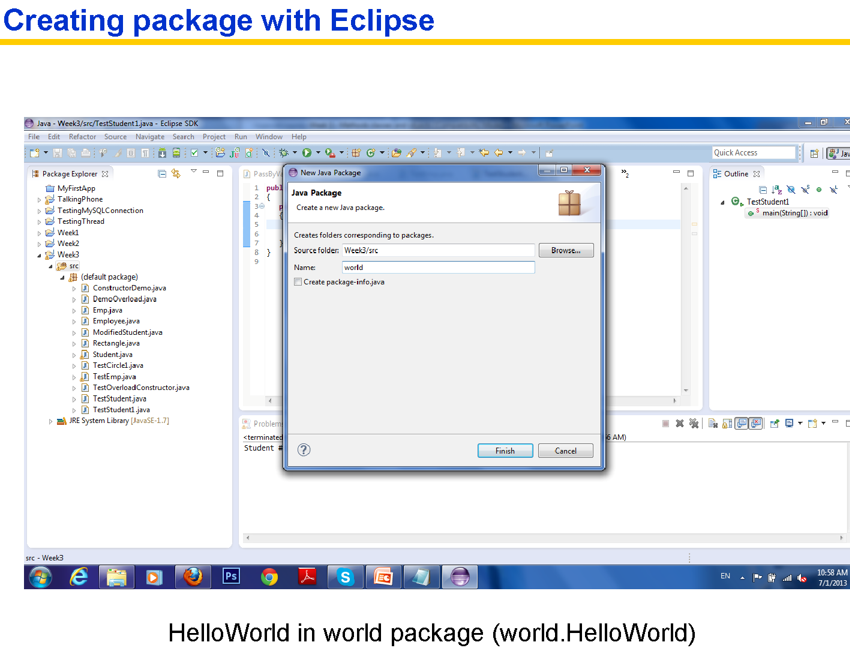 Creating package with Eclipse
Java - Week3/src/TestStudent1.java - Eclipse SDK
File Edit Refactor Source Navigate Search Project Run Window Help
Quick Access
Java
Package Explorer
MyFirstApp
TalkingPhone
TestingMySQLConnection
TestingThread
Week1
Week2
Week3
src
(default package)
ConstructorDemo.java
DemoOverload.java
Emp.java
Employee.java
ModifiedStudent.java
Rectangle.java
Student.java
TestCircle1.java
TestEmp.java
TestOverloadConstructor.java
TestStudent.java
TestStudent1.java
JRE System Library [JavaSE-1.7]
1 publ
2 {
3
4
5
6
7
8 }
9
New Java Package
Java Package
Create a new Java package.
Creates folders corresponding to packages.
Source folder: Week3/src
Browse...
Name: world
Create package-info.java
?
Finish
Cancel
2
Outline
TestStudent1
main(String[]) : void
Problem
<terminated
6 AM)
Student #
src - Week3
Ps
EN
10:58 AM
7/1/2013
HelloWorld in world package (world.HelloWorld)